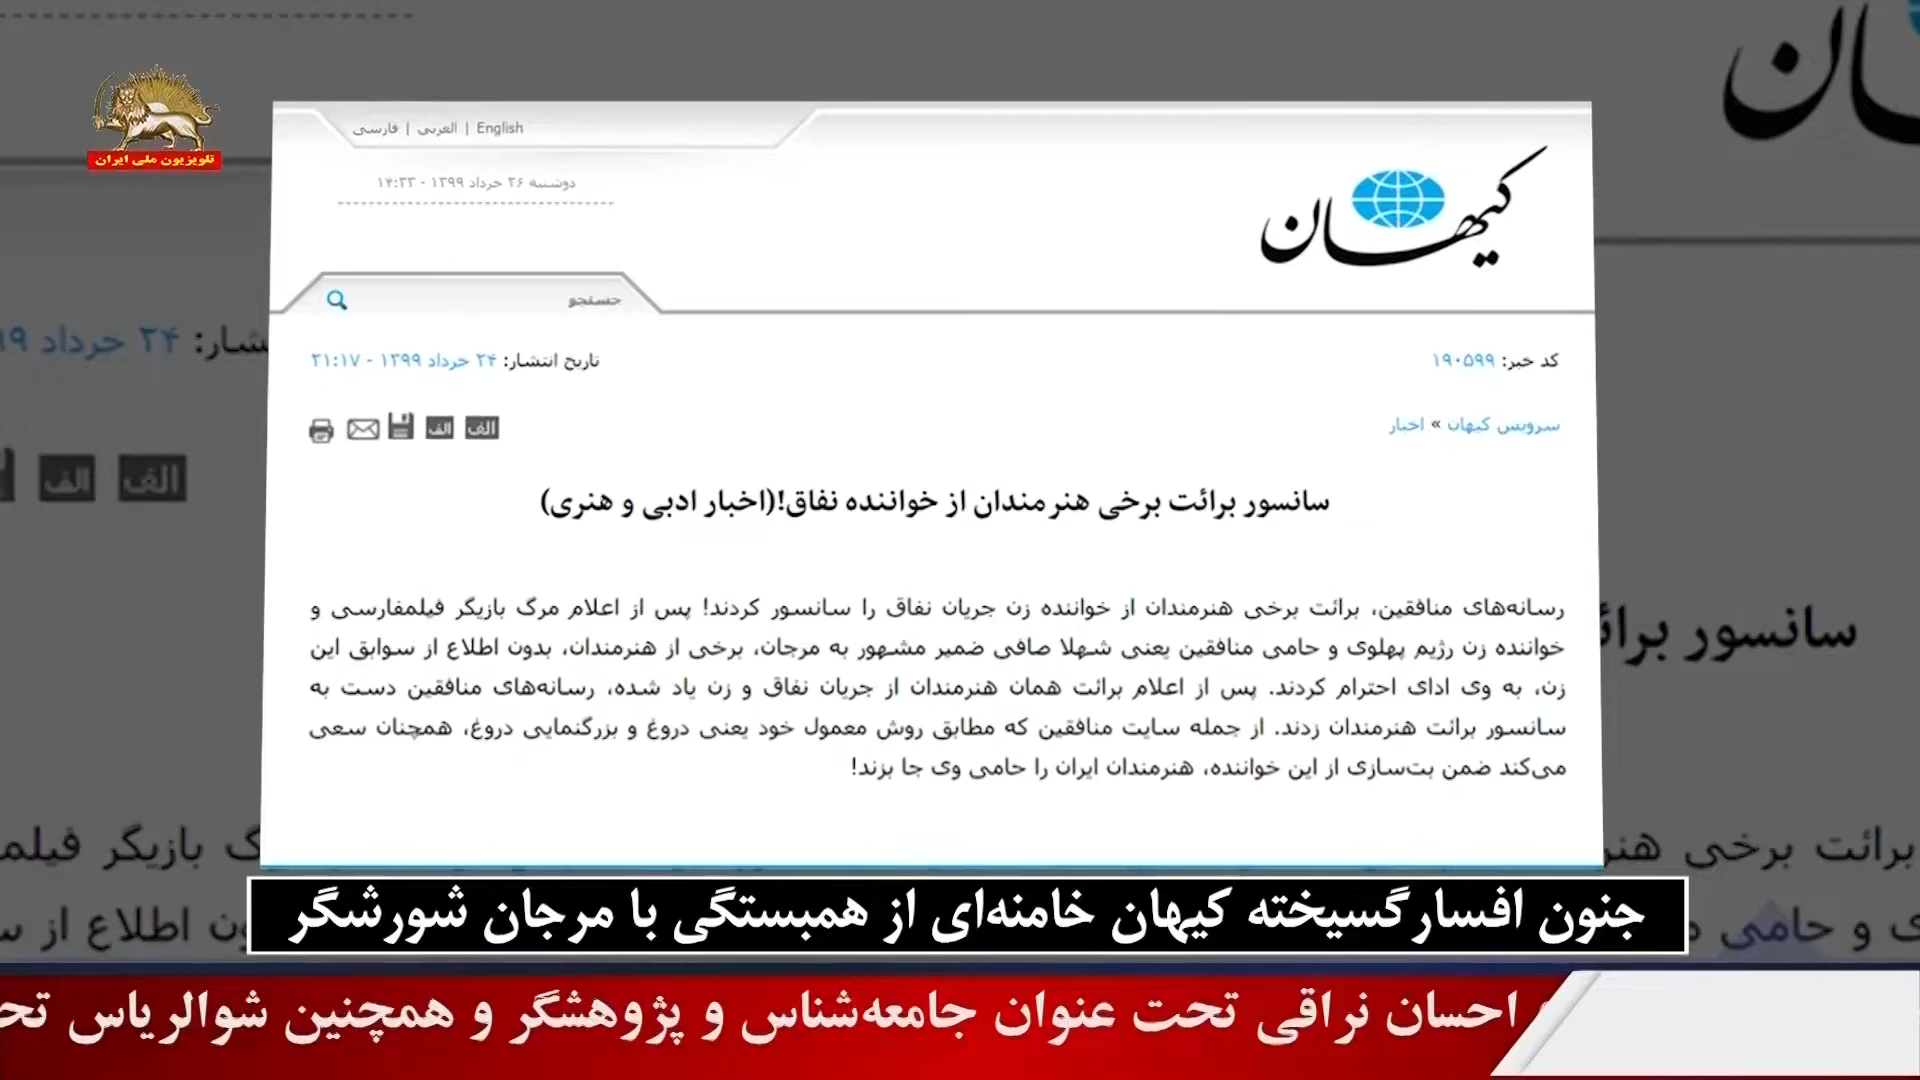 تلویزیون ملی ایران
فارسی | العربي | English
دوشنبه ۲۶ خرداد ۱۳۹۹ - ۱۴:۳۳
کیهان
جستجو
کد خبر: ۱۹۰۵۹۹
تاریخ انتشار: ۲۴ خرداد ۱۳۹۹ - ۲۱:۱۷
سرویس کیهان » اخبار
الف الف
سانسور برائت برخی هنرمندان از خواننده نفاق!(اخبار ادبی و هنری)
رسانه‌های منافقین، برائت برخی هنرمندان از خواننده زن جریان نفاق را سانسور کردند! پس از اعلام مرگ بازیگر فیلمفارسی و
خواننده زن رژیم پهلوی و حامی منافقین یعنی شهلا صافی ضمیر مشهور به مرجان، برخی از هنرمندان، بدون اطلاع از سوابق این
زن، به وی ادای احترام کردند. پس از اعلام برائت همان هنرمندان از جریان نفاق و زن یاد شده، رسانه‌های منافقین دست به
سانسور برائت هنرمندان زدند. از جمله سایت منافقین که مطابق روش معمول خود یعنی دروغ و بزرگنمایی دروغ، همچنان سعی
می‌کند ضمن بت‌سازی از این خواننده، هنرمندان ایران را حامی وی جا بزند!
جنون افسارگسیخته کیهان خامنه‌ای از همبستگی با مرجان شورشگر
احسان نراقی تحت عنوان جامعه‌شناس و پژوهشگر و همچنین شوالریاس